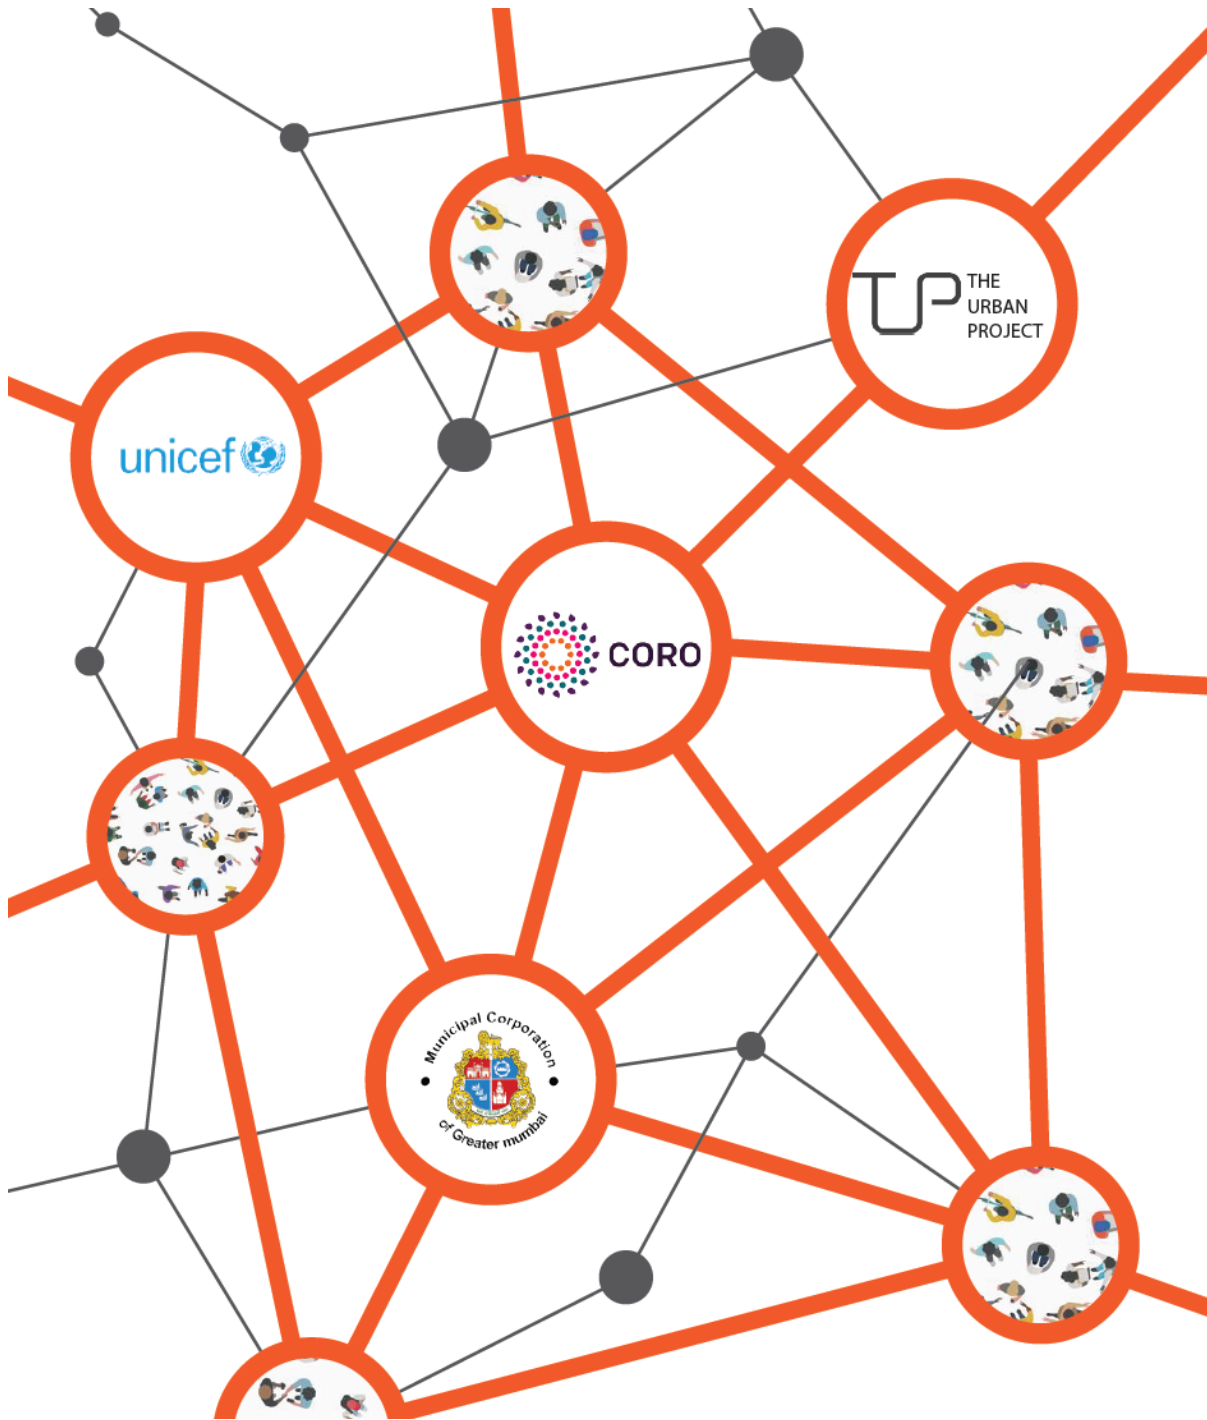 THE
URBAN
PROJECT
unicef
CORO
Municipal Corporation
of Greater mumbai